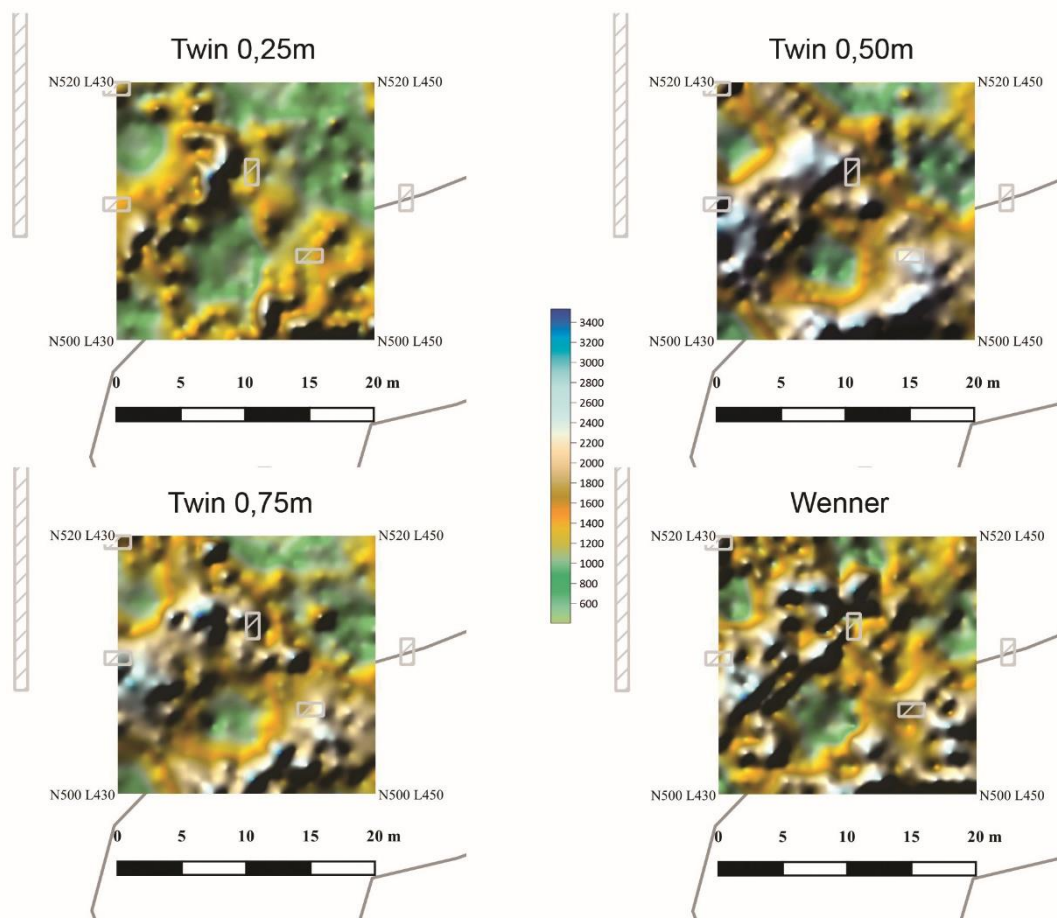 Twin 0,25m
Twin 0,50m
N520 L430 N520 L450
N520 L430 N520 L450
N500 L430 N500 L450
N500 L430 N500 L450
0 5 10 15 20 m
0 5 10 15 20 m
3400
3200
3000
2800
2600
2400
2200
2000
1800
1600
1400
1200
1000
800
600
Twin 0,75m
Wenner
N520 L430 N520 L450
N520 L430 N520 L450
N500 L430 N500 L450
N500 L430 N500 L450
0 5 10 15 20 m
0 5 10 15 20 m